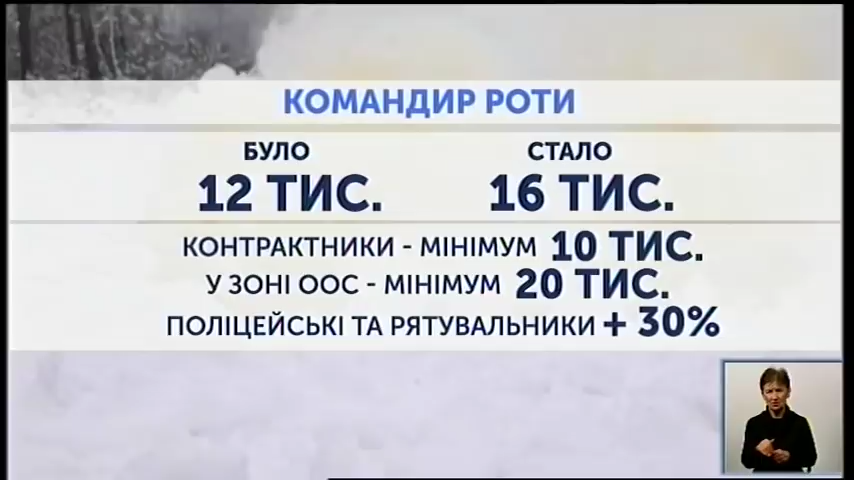 КОМАНДИР РОТИ
БУЛО СТАЛО
12 ТИС. 16 ТИС.
КОНТРАКТНИКИ - МІНІМУМ 10 ТИС.
У ЗОНІ ООС - МІНІМУМ 20 ТИС.
ПОЛІЦЕЙСЬКІ ТА РЯТУВАЛЬНИКИ + 30%